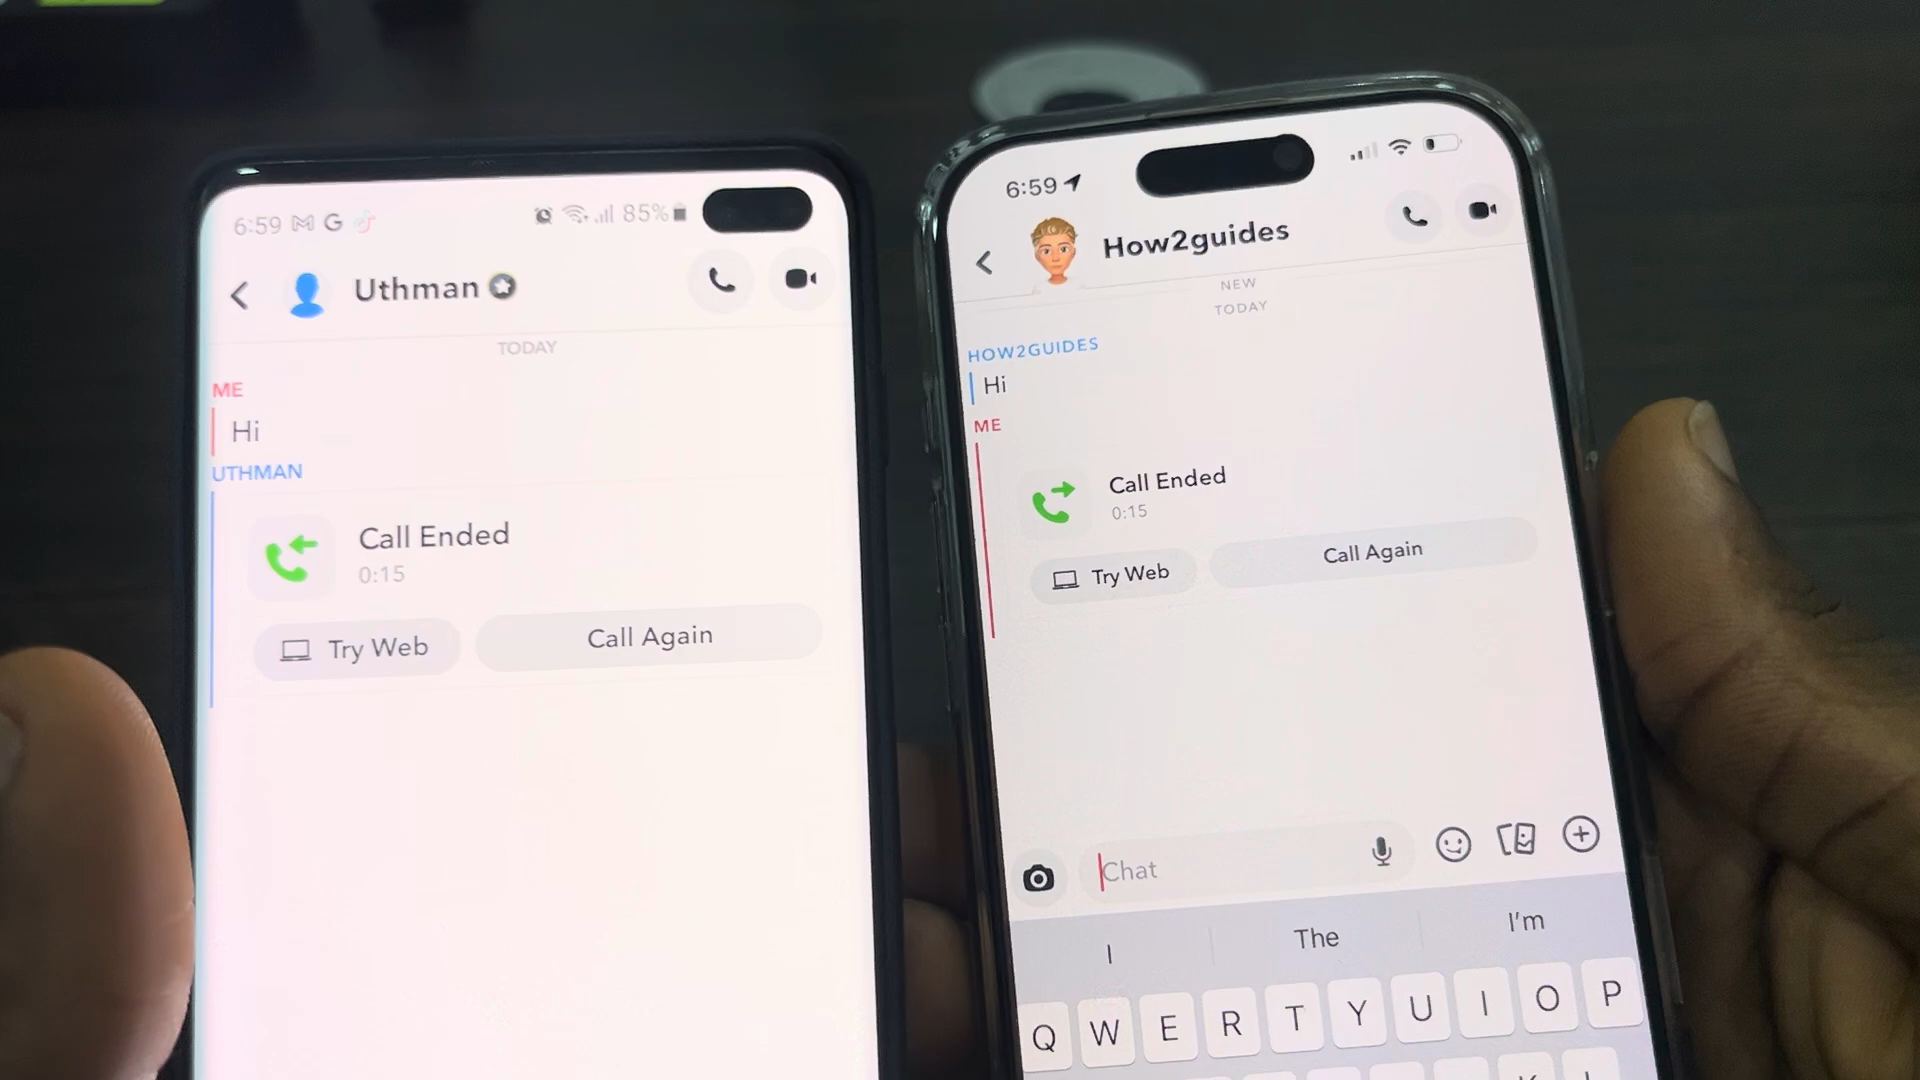 6:59 M G 85%
Uthman
TODAY
ME
Hi
UTHMAN
Call Ended
0:15
Try Web
Call Again
6:59
How2guides
NEW
TODAY
HOW2GUIDES
Hi
ME
Call Ended
0:15
Try Web
Call Again
Chat
I The I'm
Q W E R T Y U I O P